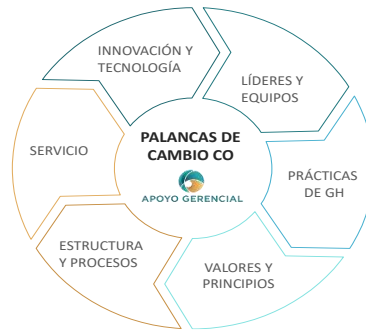 INNOVACIÓN Y
TECNOLOGÍA
LÍDERES Y
EQUIPOS
PRÁCTICAS
DE GH
VALORES Y
PRINCIPIOS
ESTRUCTURA
Y PROCESOS
SERVICIO
PALANCAS DE
CAMBIO CO
APOYO GERENCIAL